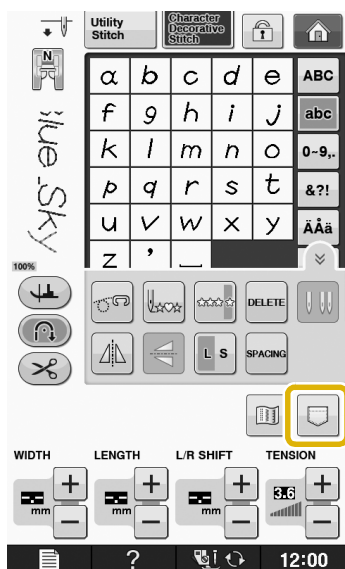 Utility Stitch
Character Decorative Stitch
N
Blue_Sky
100%
a b c d e ABC
f g h i j abc
k l m n o 0~9,.
p q r s t &?!
u v w x y ÄÅä
z ’ _
DELETE
L S
SPACING
WIDTH LENGTH L/R SHIFT TENSION
+ + + +
-.-- -.-- -.-- 3.6
mm mm mm
− − − −
? 12:00